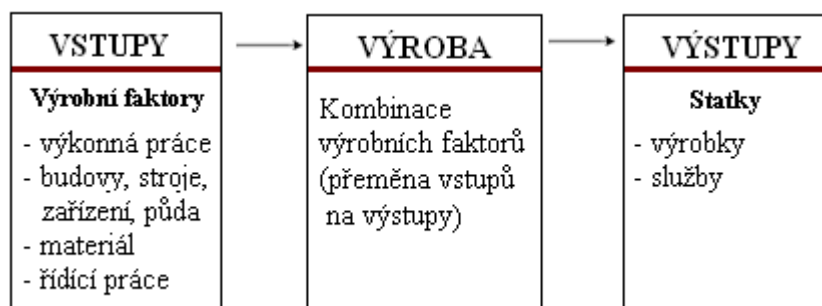 VSTUPY
Výrobní faktory
- výkonná práce
- budovy, stroje,
zařízení, půda
- materiál
- řídící práce
VÝROBA
Kombinace
výrobních faktorů
(přeměna vstupů
na výstupy)
VÝSTUPY
Statky
- výrobky
- služby